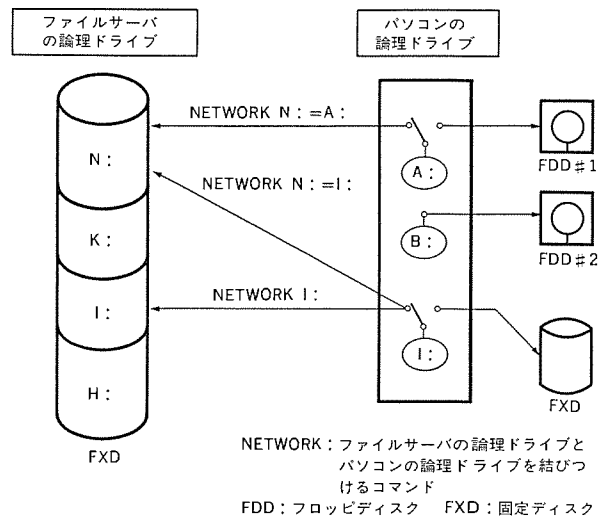 ファイルサーバ
の論理ドライブ
パソコンの
論理ドライブ
NETWORK N:=A:
N:
A:
FDD#1
NETWORK N:=I:
K:
B:
FDD#2
NETWORK I:
I:
I:
H:
FXD
FXD
NETWORK:ファイルサーバの論理ドライブと
パソコンの論理ドライブを結びつ
けるコマンド
FDD:フロッピディスク FXD:固定ディスク